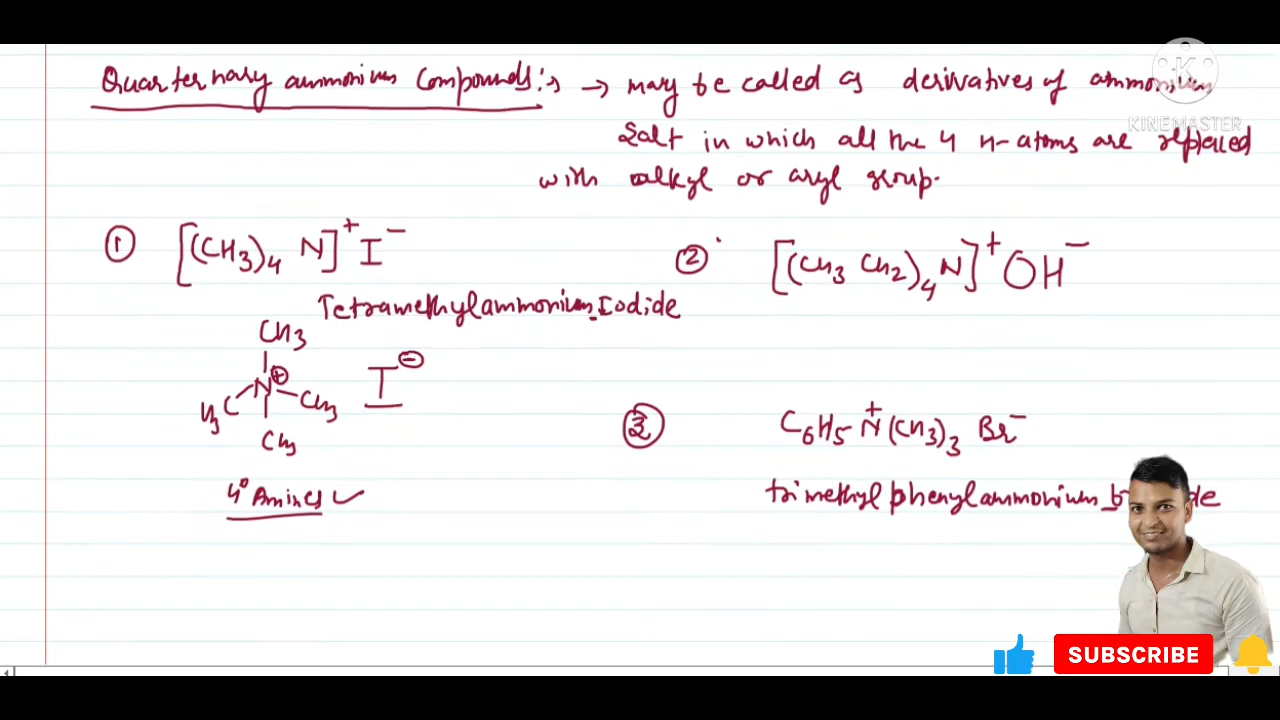 Quarternary ammonium Compounds:→ → may be called as derivatives of ammonium
Salt in which all the 4 H-atoms are replaced
with alkyl or aryl group.
KINEMASTER
① [(CH3)4 N]+ I−
② [(CH3 CH2)4 N]+ OH−
Tetramethylammonium Iodide
CH3
N⊕ I⊖
H3C CH3
CH3
③ C6H5 N+ (CH3)3 Br−
4° Amines ✓
trimethyl phenylammonium
SUBSCRIBE